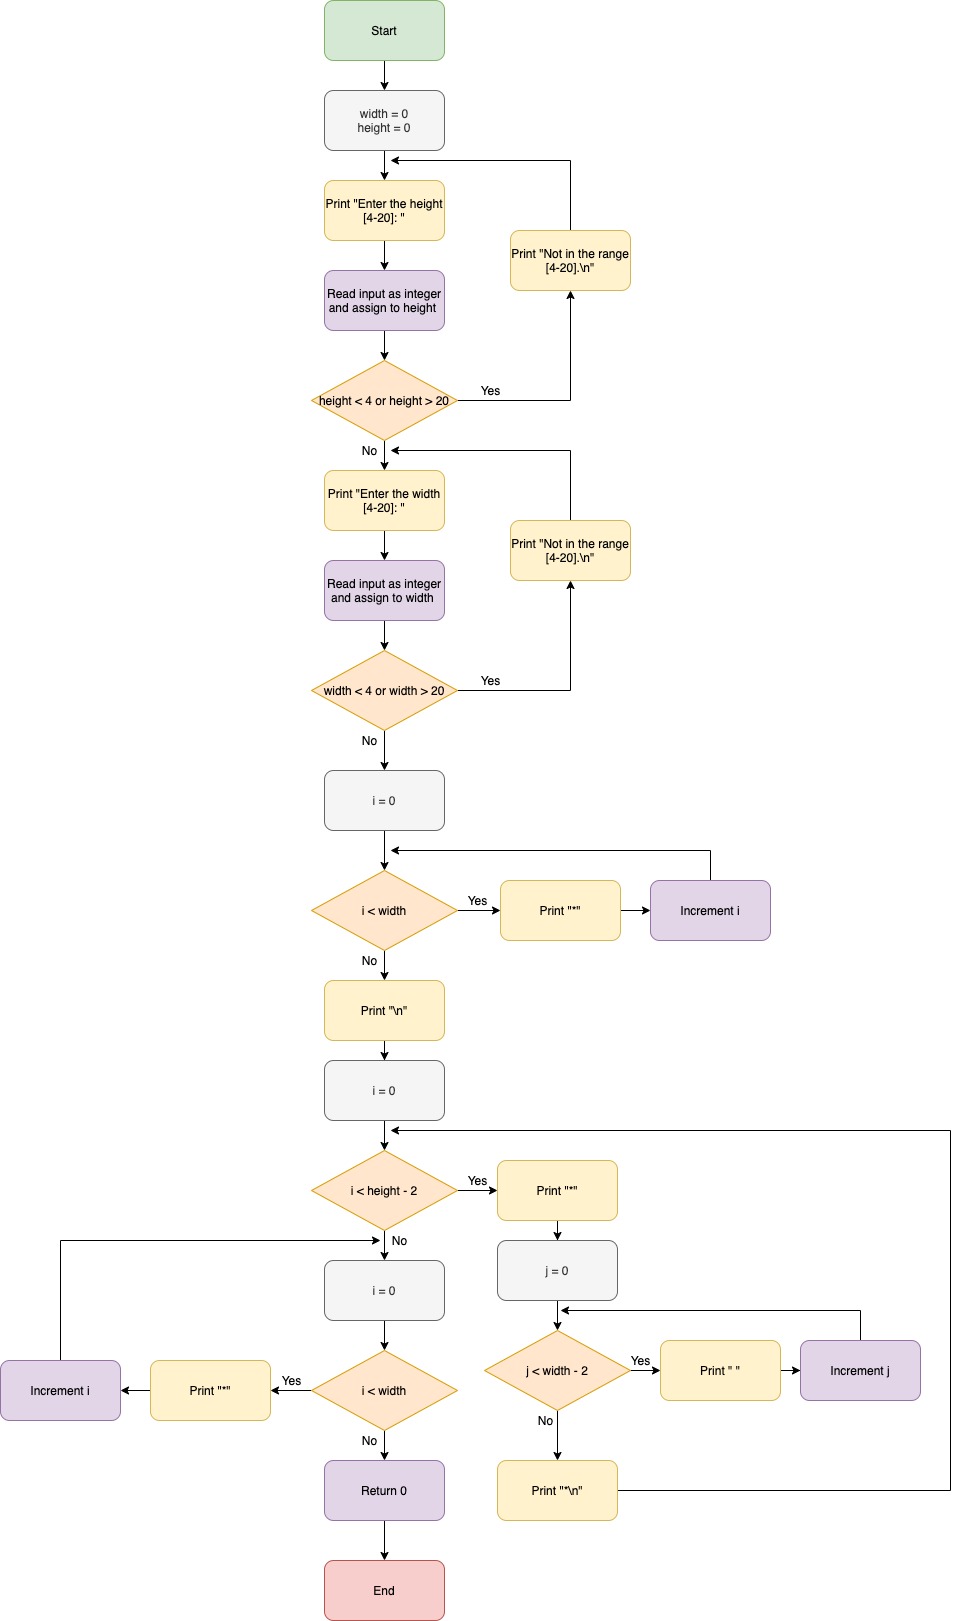 Start
width = 0
height = 0
Print "Enter the height
[4-20]: "
Print "Not in the range
[4-20].\n"
Read input as integer
and assign to height
height < 4 or height > 20
Yes
No
Print "Enter the width
[4-20]: "
Print "Not in the range
[4-20].\n"
Read input as integer
and assign to width
width < 4 or width > 20
Yes
No
i = 0
i < width
Yes
Print "*"
Increment i
No
Print "\n"
i = 0
i < height - 2
Yes
Print "*"
No
j = 0
i = 0
j < width - 2
Yes
Print " "
Increment j
Increment i
Print "*"
Yes
i < width
No
No
Return 0
Print "*\n"
End